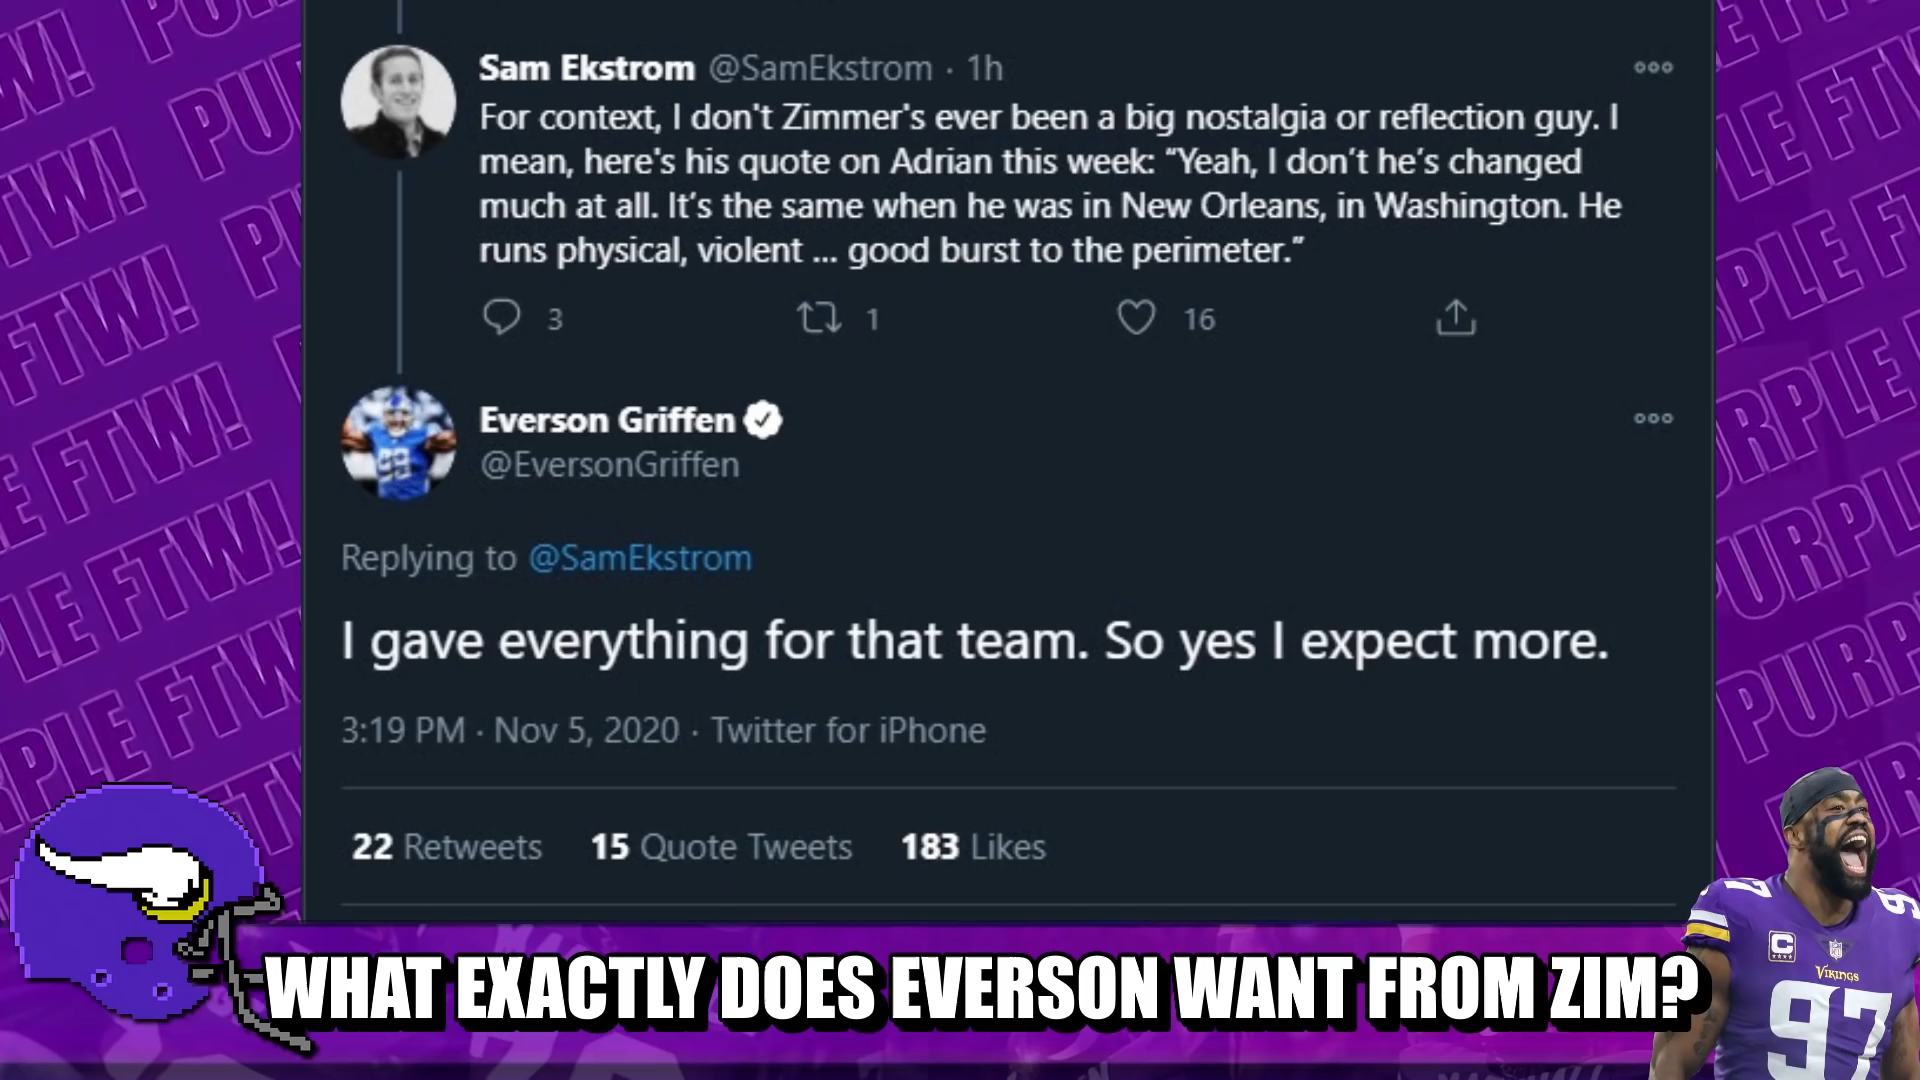 Sam Ekstrom @SamEkstrom · 1h
For context, I don't Zimmer's ever been a big nostalgia or reflection guy. I
mean, here's his quote on Adrian this week: “Yeah, I don’t he’s changed
much at all. It’s the same when he was in New Orleans, in Washington. He
runs physical, violent ... good burst to the perimeter.”
3 1 16
Everson Griffen
@EversonGriffen
Replying to @SamEkstrom
I gave everything for that team. So yes I expect more.
3:19 PM · Nov 5, 2020 · Twitter for iPhone
22 Retweets 15 Quote Tweets 183 Likes
WHAT EXACTLY DOES EVERSON WANT FROM ZIM?
PURPLE FTW!
C
VIKINGS
97